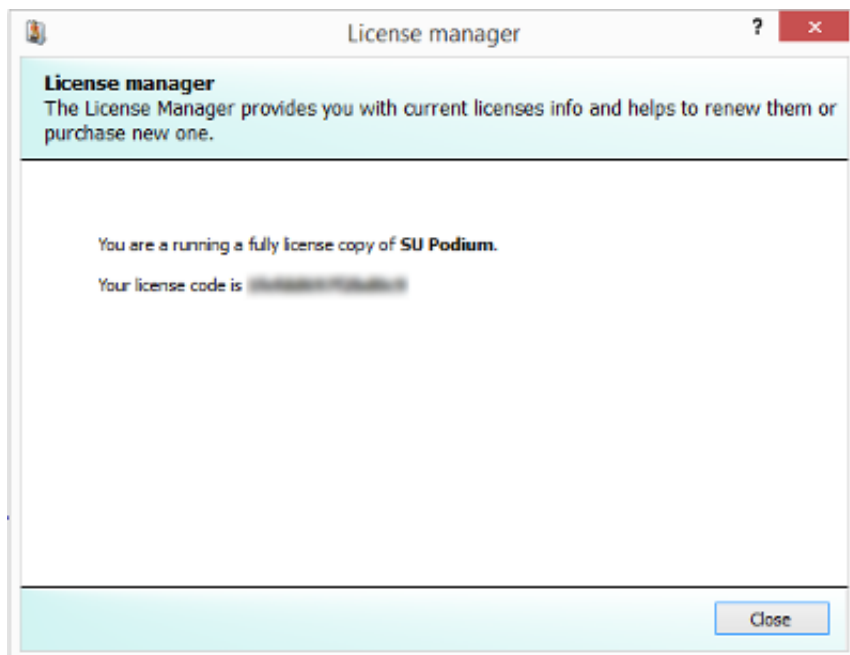 License manager
?
License manager
The License Manager provides you with current licenses info and helps to renew them or
purchase new one.
You are a running a fully license copy of SU Podium.
Your license code is
Close